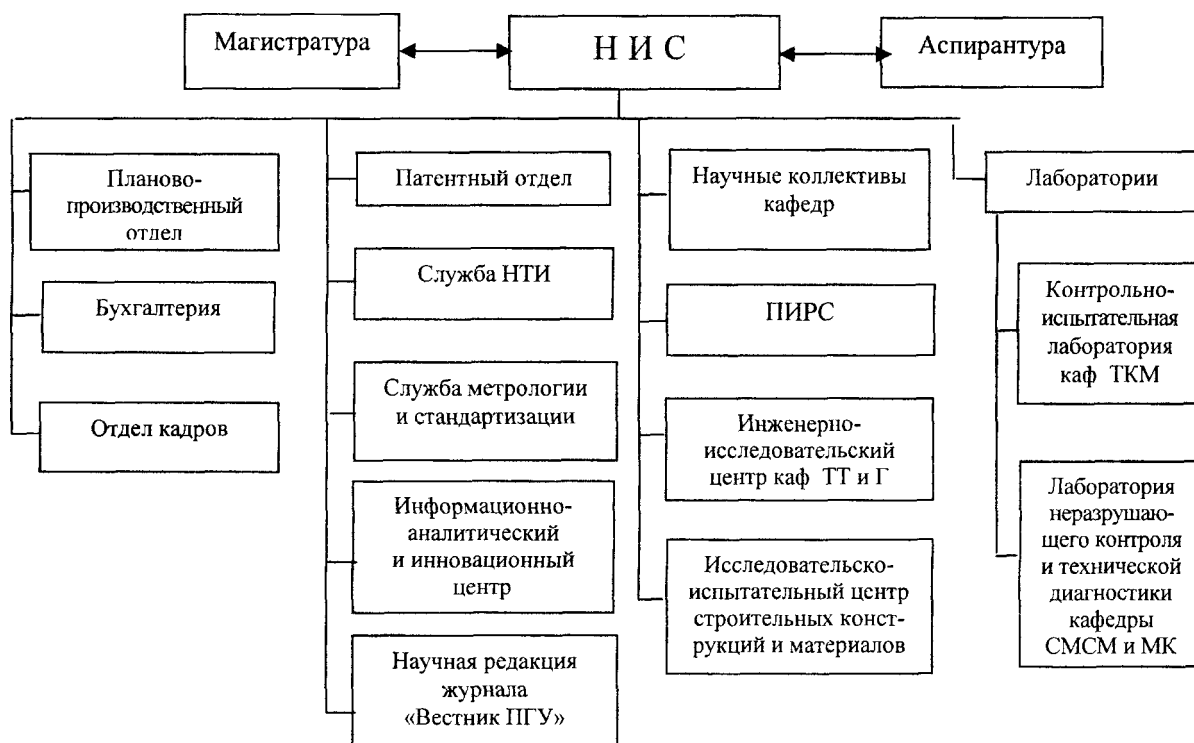 Магистратура
Н И С
Аспирантура
Планово-
производственный
отдел
Бухгалтерия
Отдел кадров
Патентный отдел
Служба НТИ
Служба метрологии
и стандартизации
Информационно-
аналитический
и инновационный
центр
Научная редакция
журнала
«Вестник ПГУ»
Научные коллективы
кафедр
ПИРС
Инженерно-
исследовательский
центр каф ТТ и Г
Исследовательско-
испытательный центр
строительных конст-
рукций и материалов
Лаборатории
Контрольно-
испытательная
лаборатория
каф ТКМ
Лаборатория
неразрушаю-
щего контроля
и технической
диагностики
кафедры
СМСМ и МК